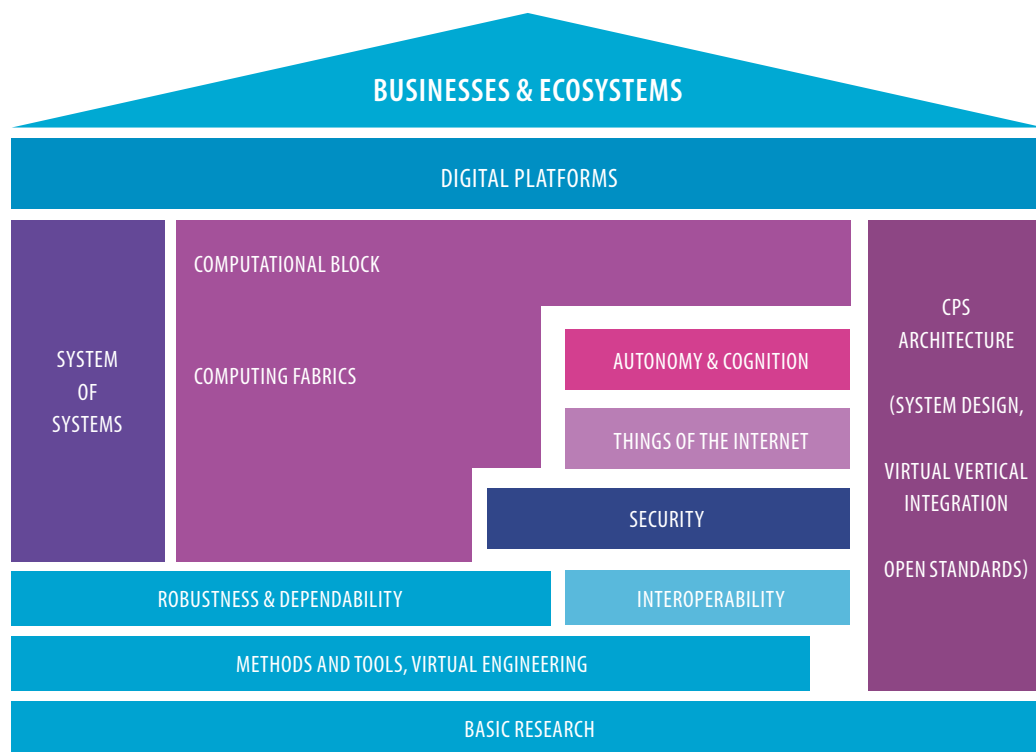 BUSINESSES & ECOSYSTEMS
DIGITAL PLATFORMS
SYSTEM
OF
SYSTEMS
COMPUTATIONAL BLOCK
COMPUTING FABRICS
AUTONOMY & COGNITION
THINGS OF THE INTERNET
SECURITY
CPS
ARCHITECTURE
(SYSTEM DESIGN,
VIRTUAL VERTICAL
INTEGRATION
OPEN STANDARDS)
ROBUSTNESS & DEPENDABILITY
INTEROPERABILITY
METHODS AND TOOLS, VIRTUAL ENGINEERING
BASIC RESEARCH